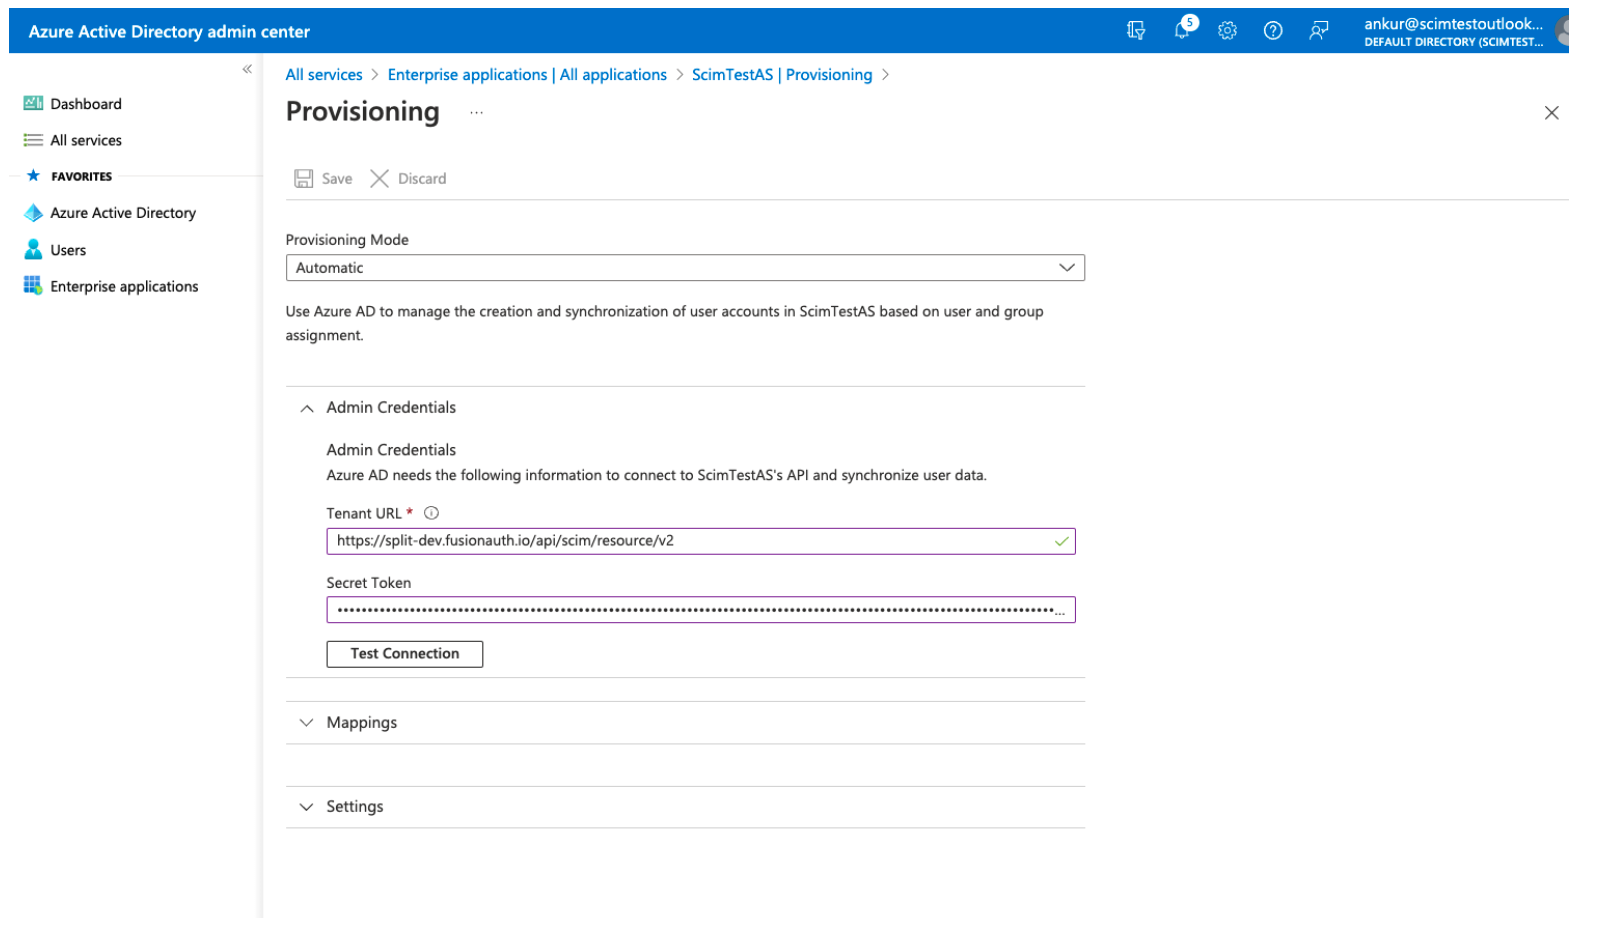 Azure Active Directory admin center
5
ankur@scimtestoutlook...
DEFAULT DIRECTORY (SCIMTEST...
«
Dashboard
All services
FAVORITES
Azure Active Directory
Users
Enterprise applications
All services > Enterprise applications | All applications > ScimTestAS | Provisioning >
Provisioning ...
Save Discard
Provisioning Mode
Automatic
Use Azure AD to manage the creation and synchronization of user accounts in ScimTestAS based on user and group
assignment.
Admin Credentials
Admin Credentials
Azure AD needs the following information to connect to ScimTestAS's API and synchronize user data.
Tenant URL *
https://split-dev.fusionauth.io/api/scim/resource/v2
Secret Token
Test Connection
Mappings
Settings